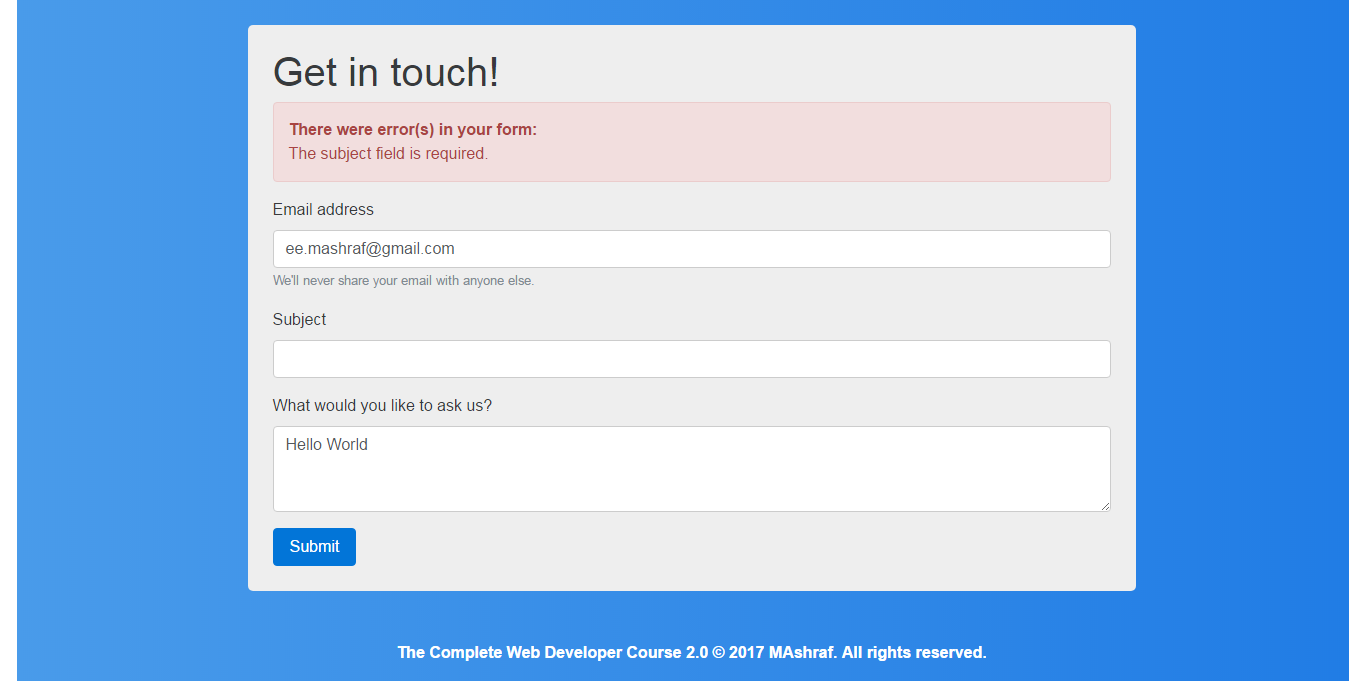 Get in touch!
There were error(s) in your form:
The subject field is required.
Email address
ee.mashraf@gmail.com
We'll never share your email with anyone else.
Subject
What would you like to ask us?
Hello World
Submit
The Complete Web Developer Course 2.0 © 2017 MAshraf. All rights reserved.